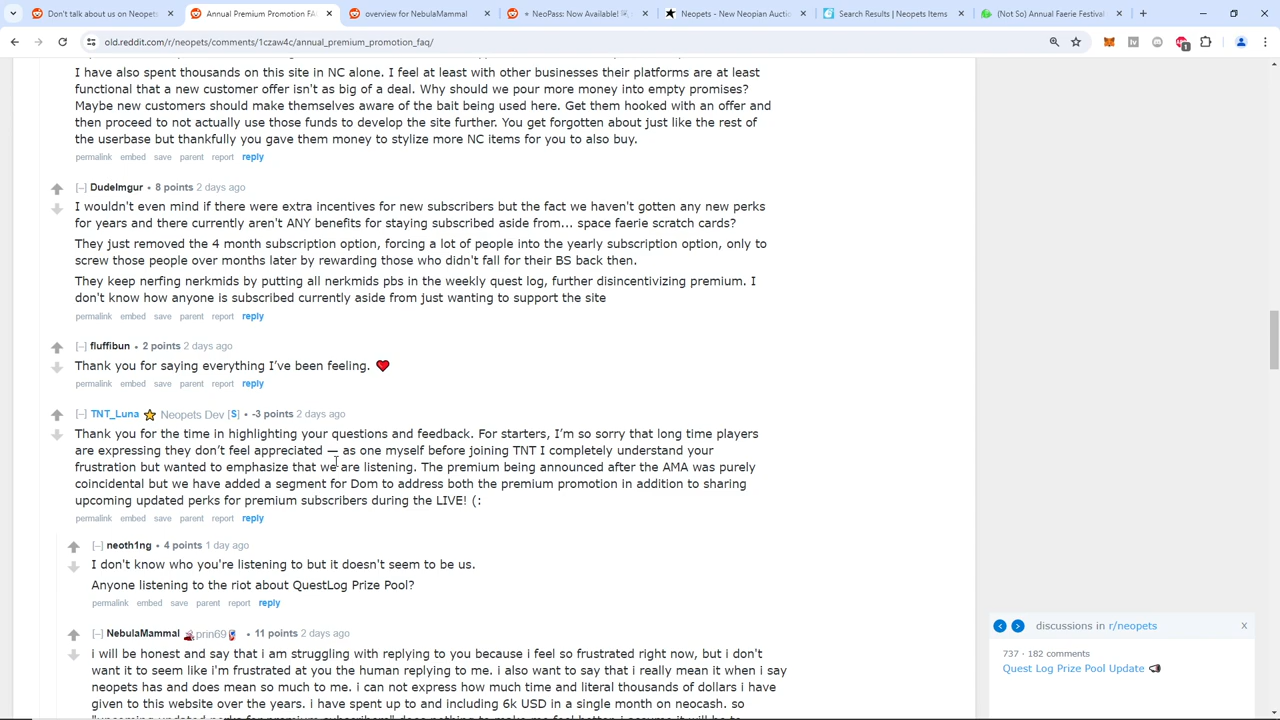 Don't talk about us on Neopets
Annual Premium Promotion FA
overview for NebulaMammal
NeoPass: Now Available!
Neopets - New Neopian Aucti
Search Results | Neopets Items
(Not So) Annual Faerie Festival
old.reddit.com/r/neopets/comments/1czaw4c/annual_premium_promotion_faq/
I have also spent thousands on this site in NC alone. I feel at least with other businesses their platforms are at least
functional that a new customer offer isn't as big of a deal. Why should we pour more money into empty promises?
Maybe new customers should make themselves aware of the bait being used here. Get them hooked with an offer and
then proceed to not actually use those funds to develop the site further. You get forgotten about just like the rest of
the userbase but thankfully you gave them money to stylize more NC items for you to also buy.
permalink embed save parent report reply
[–] DudeImgur • 8 points 2 days ago
I wouldn't even mind if there were extra incentives for new subscribers but the fact we haven't gotten any new perks
for years and there currently aren't ANY benefits for staying subscribed aside from... space faerie scratch cards?
They just removed the 4 month subscription option, forcing a lot of people into the yearly subscription option, only to
screw those people over months later by rewarding those who didn't fall for their BS back then.
They keep nerfing nerkmids by putting all nerkmids pbs in the weekly quest log, further disincentivizing premium. I
don't know how anyone is subscribed currently aside from just wanting to support the site
permalink embed save parent report reply
[–] fluffibun • 2 points 2 days ago
Thank you for saying everything I've been feeling. ❤
permalink embed save parent report reply
[–] TNT_Luna ⭐ Neopets Dev [S] • -3 points 2 days ago
Thank you for the time in highlighting your questions and feedback. For starters, I'm so sorry that long time players
are expressing they don't feel appreciated — as one myself before joining TNT I completely understand your
frustration but wanted to emphasize that we are listening. The premium being announced after the AMA was purely
coincidental but we have added a segment for Dom to address both the premium promotion in addition to sharing
upcoming updated perks for premium subscribers during the LIVE! (:
permalink embed save parent report reply
[–] neoth1ng • 4 points 1 day ago
I don't know who you're listening to but it doesn't seem to be us.
Anyone listening to the riot about QuestLog Prize Pool?
permalink embed save parent report reply
[–] NebulaMammal prin69 • 11 points 2 days ago
i will be honest and say that i am struggling with replying to you because i feel so frustrated right now, but i don't
want it to seem like i'm frustrated at you the human replying to me. i also want to say that i really mean it when i say
neopets has and does mean so much to me. i can not express how much time and literal thousands of dollars i have
given to this website over the years. i have spent up to and including 6k USD in a single month on neocash. so
discussions in r/neopets X
737 · 182 comments
Quest Log Prize Pool Update